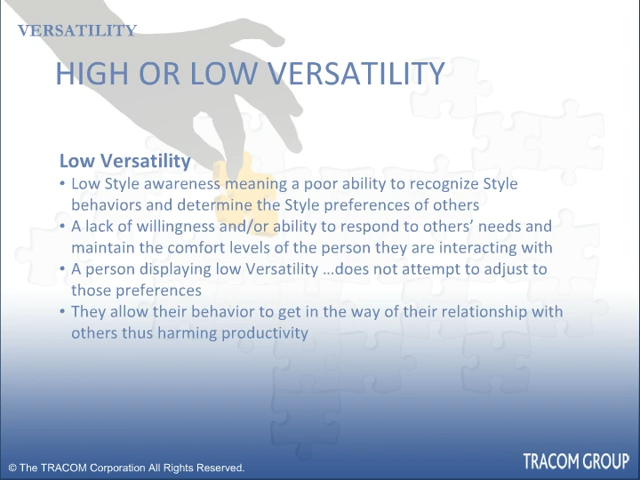 VERSATILITY
HIGH OR LOW VERSATILITY
Low Versatility
• Low Style awareness meaning a poor ability to recognize Style
behaviors and determine the Style preferences of others
• A lack of willingness and/or ability to respond to others’ needs and
maintain the comfort levels of the person they are interacting with
• A person displaying low Versatility …does not attempt to adjust to
those preferences
• They allow their behavior to get in the way of their relationship with
others thus harming productivity
© The TRACOM Corporation All Rights Reserved.
TRACOM GROUP